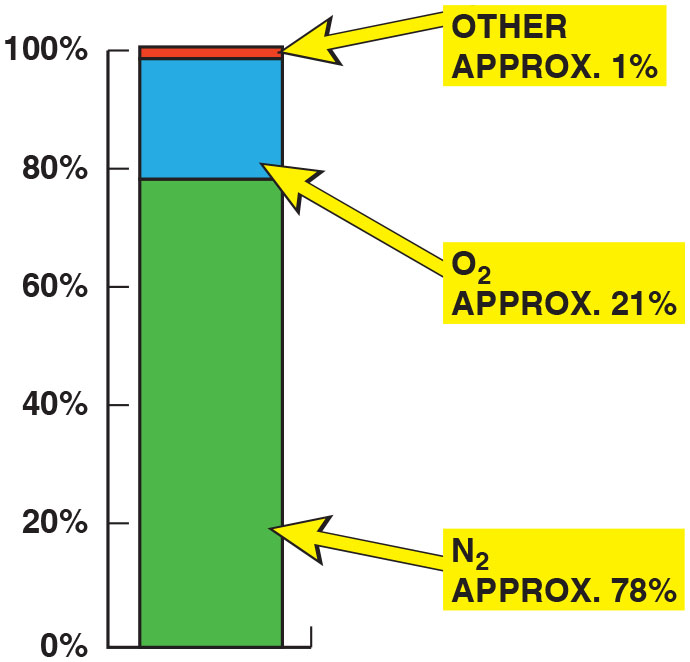 100%
80%
60%
40%
20%
0%
OTHER
APPROX. 1%
O₂
APPROX. 21%
N₂
APPROX. 78%